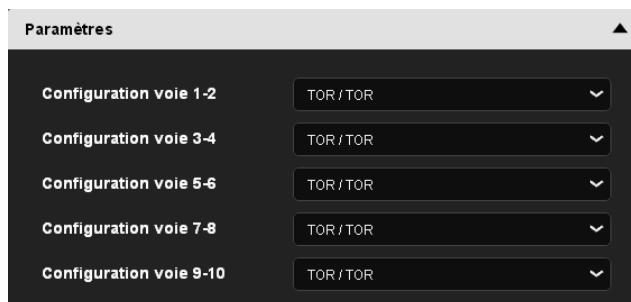 Paramètres
Configuration voie 1-2 TOR / TOR
Configuration voie 3-4 TOR / TOR
Configuration voie 5-6 TOR / TOR
Configuration voie 7-8 TOR / TOR
Configuration voie 9-10 TOR / TOR